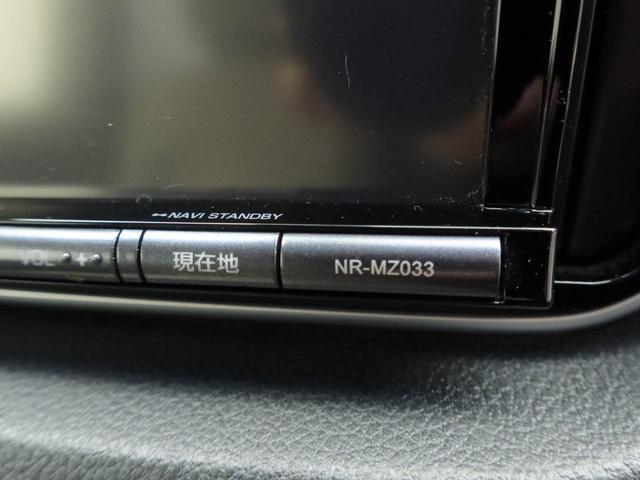 NAVI STANDBY
VOL +
現在地
NR-MZ033